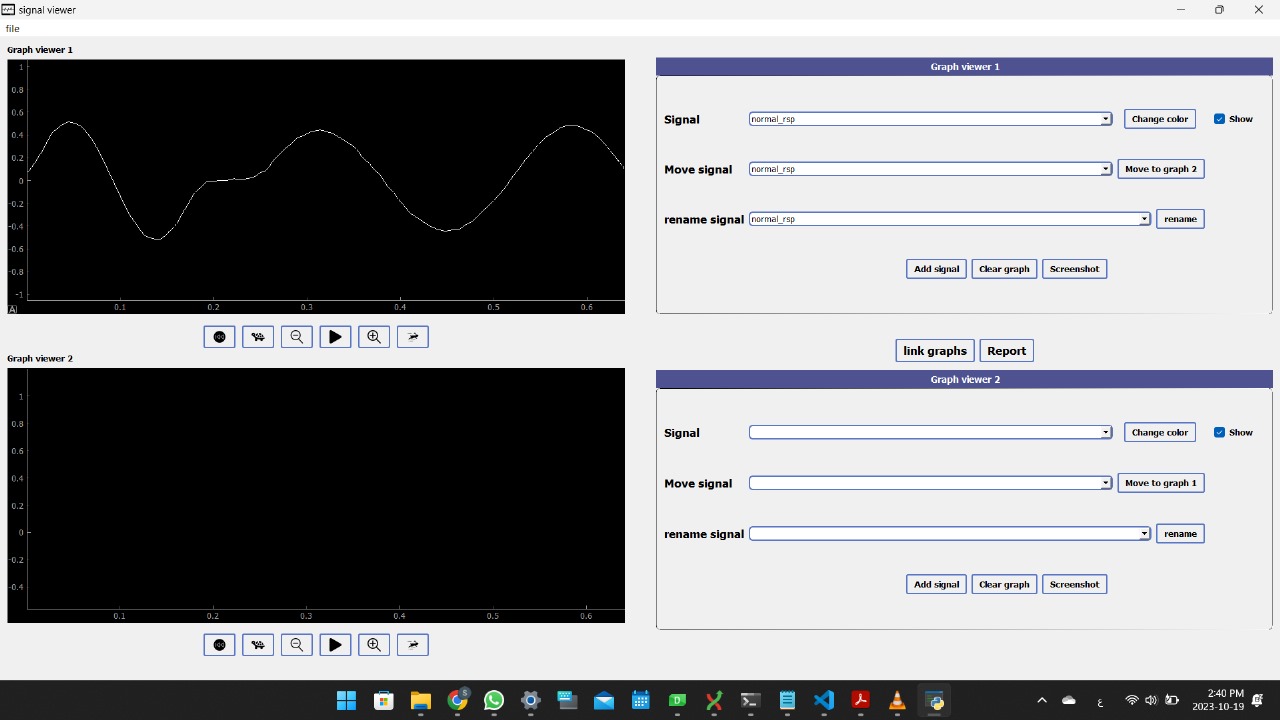 signal viewer
file
Graph viewer 1
1
0.8
0.6
0.4
0.2
0
-0.2
-0.4
-0.6
-0.8
-1
A
0.1 0.2 0.3 0.4 0.5 0.6
Graph viewer 1
Signal normal_rsp Change color Show
Move signal normal_rsp Move to graph 2
rename signal normal_rsp rename
Add signal Clear graph Screenshot
link graphs Report
Graph viewer 2
1
0.8
0.6
0.4
0.2
0
-0.2
-0.4
0.1 0.2 0.3 0.4 0.5 0.6
Graph viewer 2
Signal Change color Show
Move signal Move to graph 1
rename signal rename
Add signal Clear graph Screenshot
S
D
ع
2:40 PM
2023-10-19